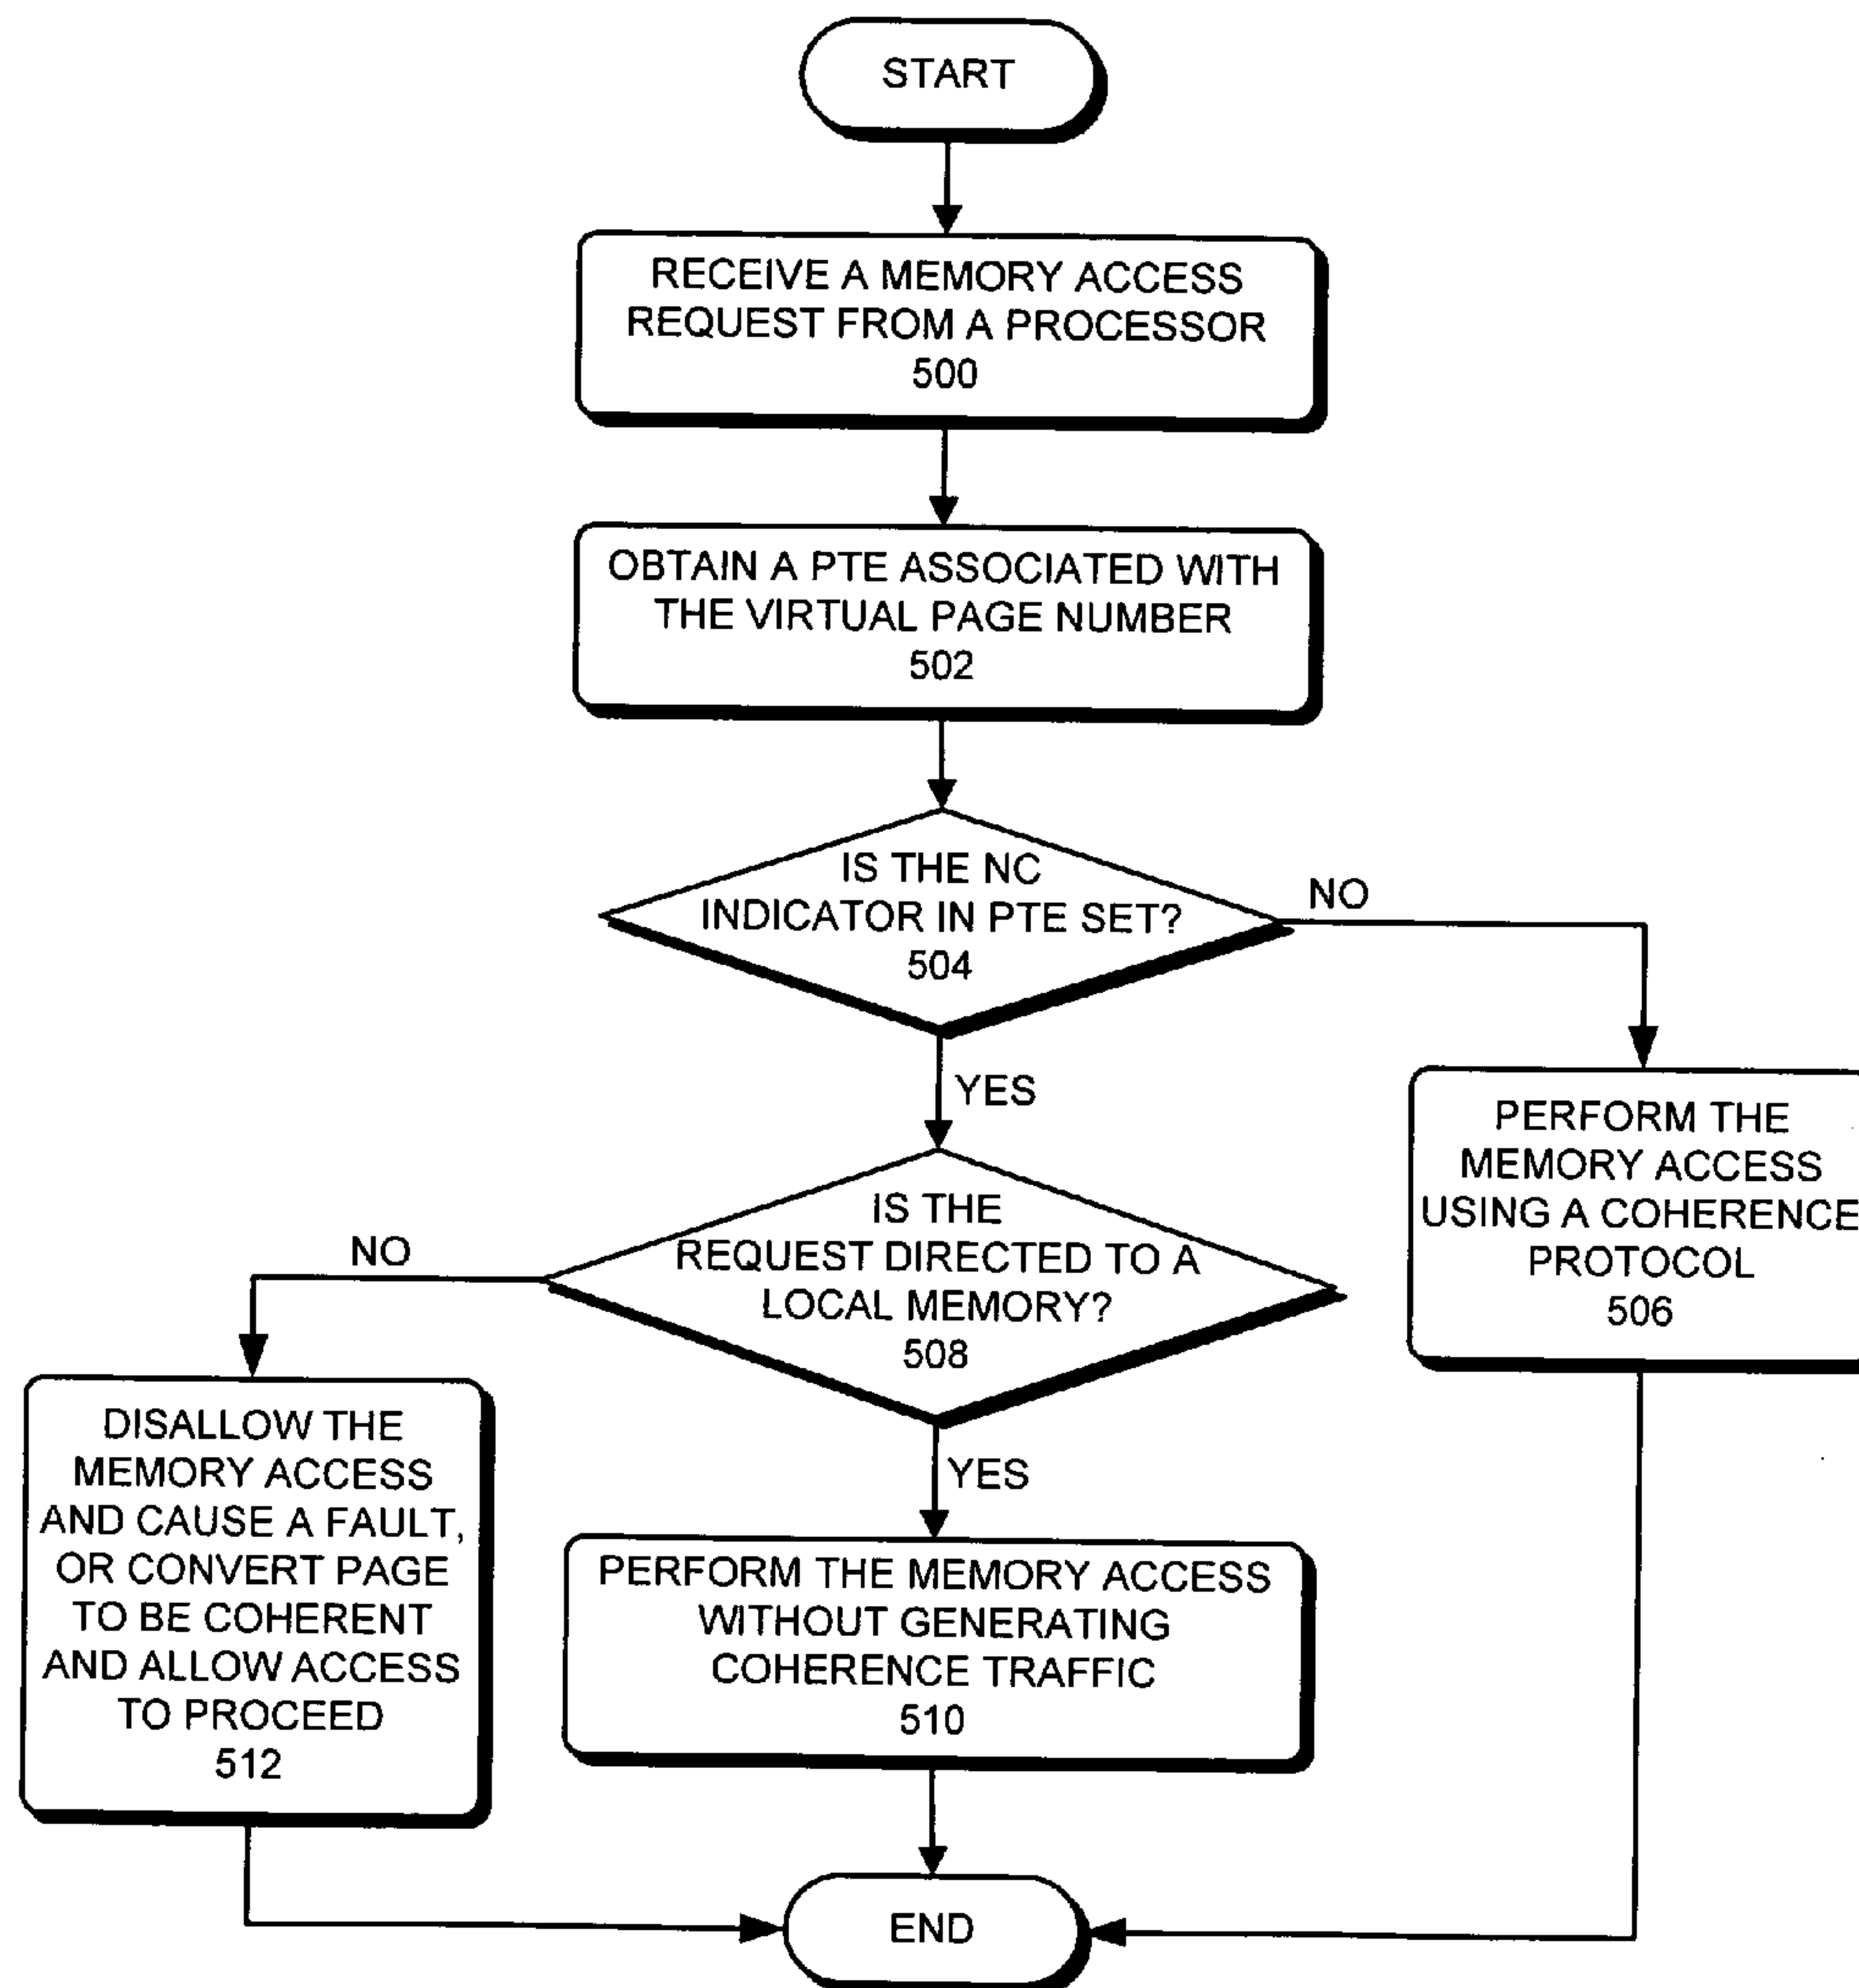 START
RECEIVE A MEMORY ACCESS
REQUEST FROM A PROCESSOR
500
OBTAIN A PTE ASSOCIATED WITH
THE VIRTUAL PAGE NUMBER
502
IS THE NC
INDICATOR IN PTE SET?
504
NO
YES
PERFORM THE
MEMORY ACCESS
USING A COHERENCE
PROTOCOL
506
IS THE
REQUEST DIRECTED TO A
LOCAL MEMORY?
508
NO
YES
DISALLOW THE
MEMORY ACCESS
AND CAUSE A FAULT,
OR CONVERT PAGE
TO BE COHERENT
AND ALLOW ACCESS
TO PROCEED
512
PERFORM THE MEMORY ACCESS
WITHOUT GENERATING
COHERENCE TRAFFIC
510
END